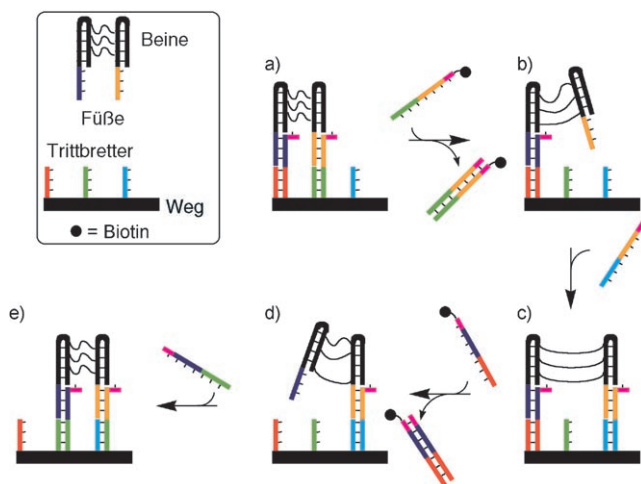 Beine
Füße
Trittbretter
Weg
● = Biotin
a)
b)
c)
d)
e)